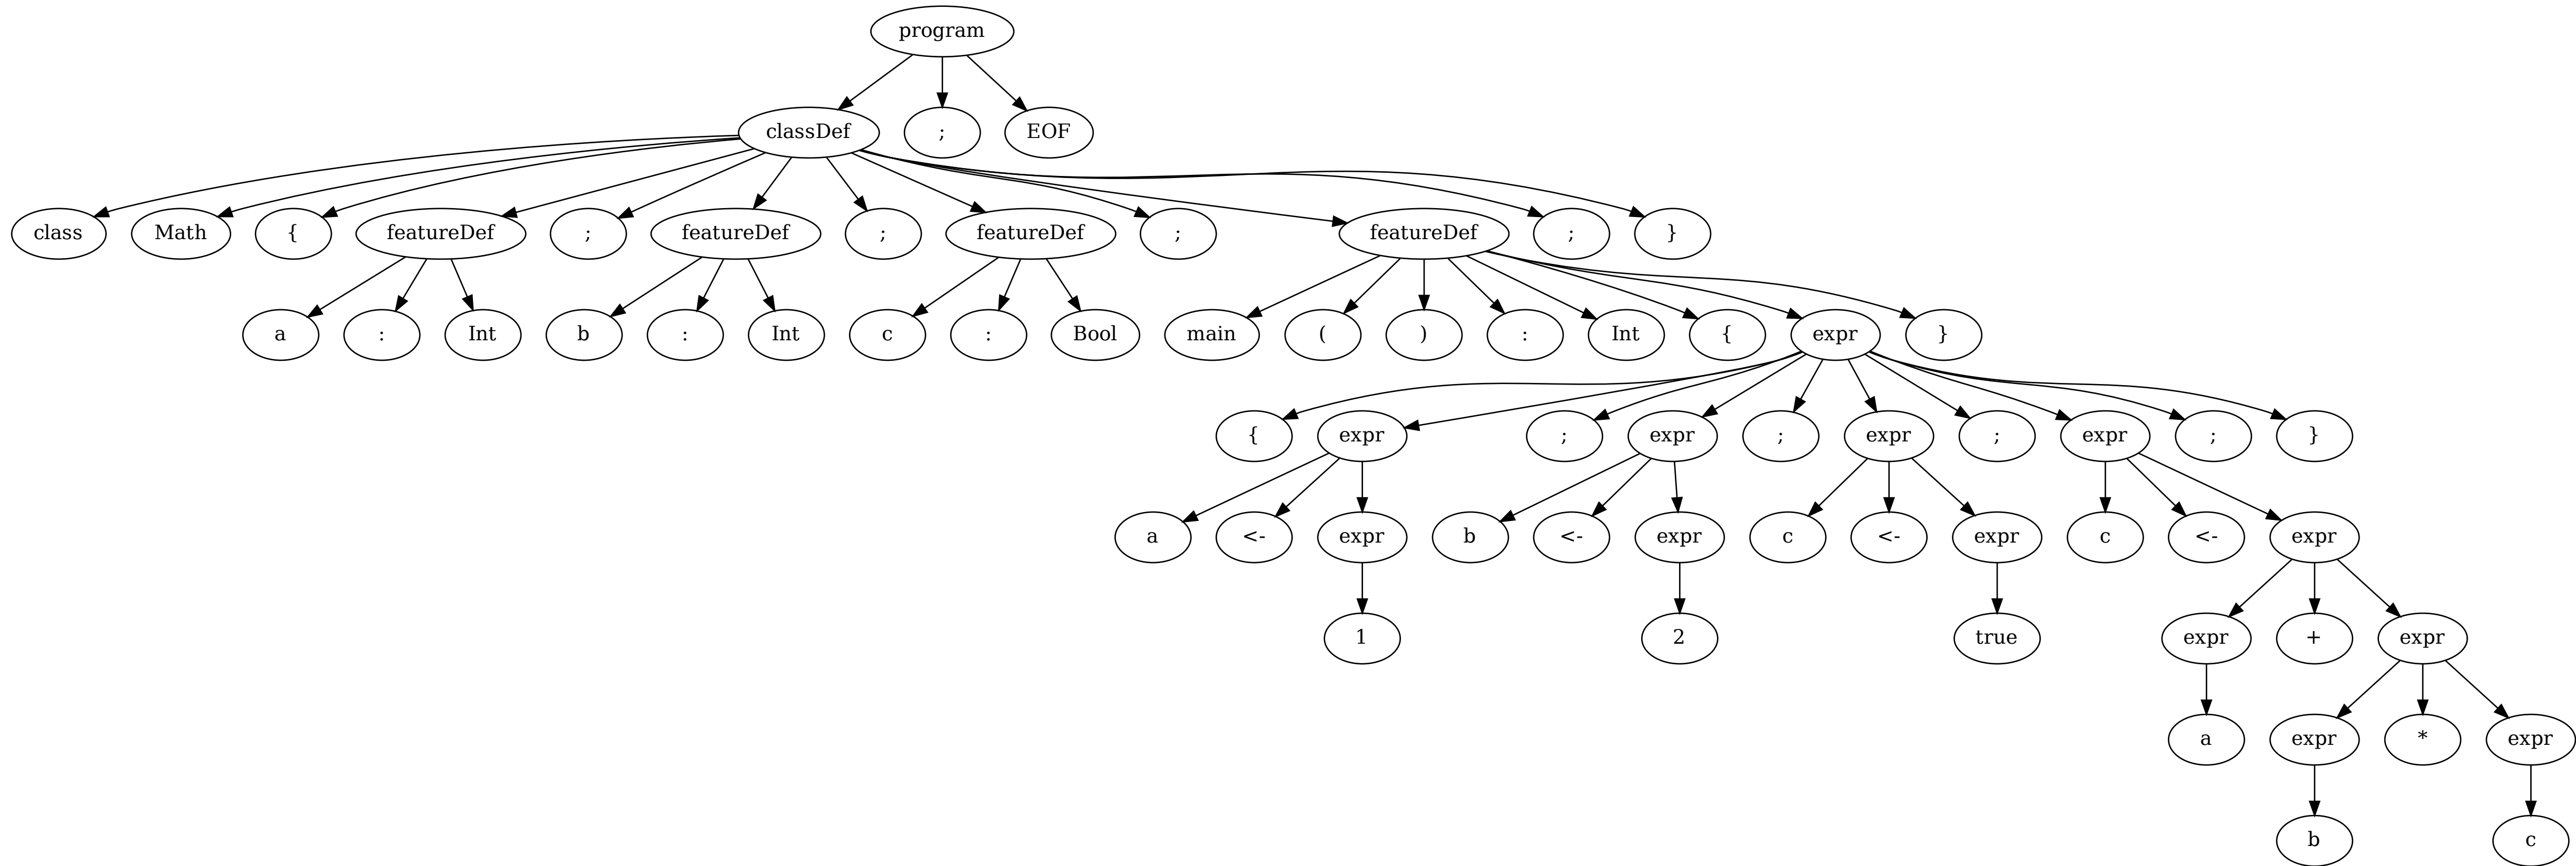 program
classDef ; EOF
class Math { featureDef ; featureDef ; featureDef ; featureDef ; }
a : Int b : Int c : Bool main ( ) : Int { expr }
{ expr ; expr ; expr ; expr ; }
a <- expr b <- expr c <- expr c <- expr
1 2 true expr + expr
a expr * expr
b c